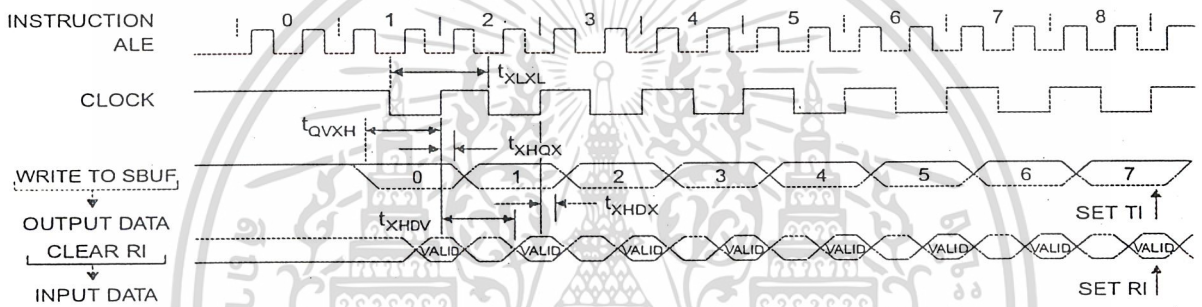 INSTRUCTION 0 1 2 3 4 5 6 7 8
ALE
tXLXL
CLOCK
tQVXH
tXHQX
WRITE TO SBUF
0 1 2 3 4 5 6 7
tXHDX
OUTPUT DATA
tXHDV
SET TI
CLEAR RI
VALID VALID VALID VALID VALID VALID VALID VALID
SET RI
INPUT DATA